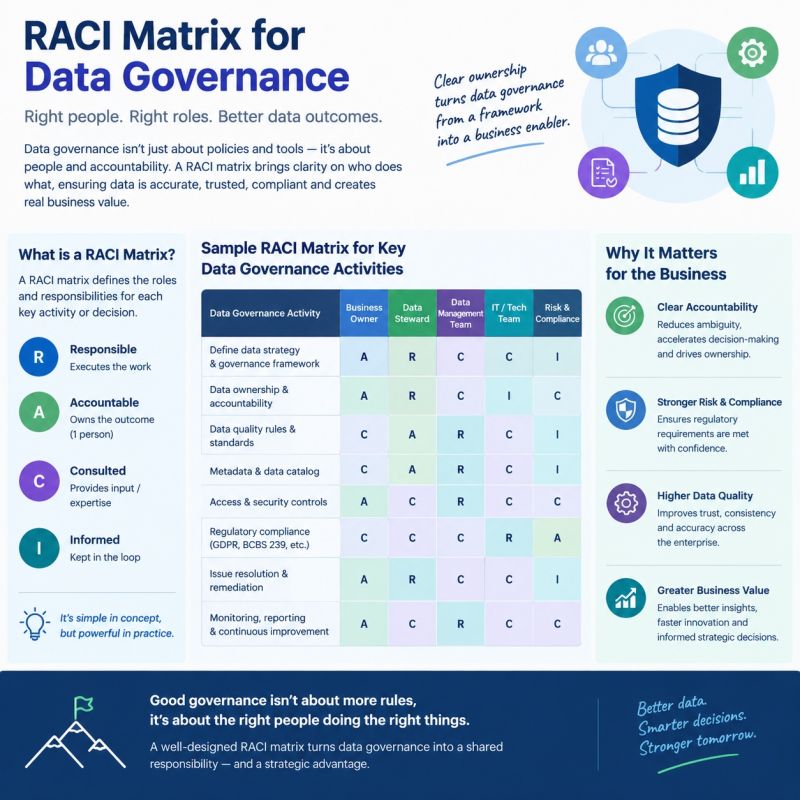 RACI Matrix for
Data Governance
Right people. Right roles. Better data outcomes.
Data governance isn't just about policies and tools — it's about
people and accountability. A RACI matrix brings clarity on who does
what, ensuring data is accurate, trusted, compliant and creates
real business value.
Clear ownership
turns data governance
from a framework
into a business enabler.
What is a RACI Matrix?
A RACI matrix defines the roles
and responsibilities for each
key activity or decision.
R
Responsible
Executes the work
A
Accountable
Owns the outcome
(1 person)
C
Consulted
Provides input /
expertise
I
Informed
Kept in the loop
It's simple in concept,
but powerful in practice.
Sample RACI Matrix for Key
Data Governance Activities
Data Governance Activity Business Owner Data Steward Data Management Team IT / Tech Team Risk & Compliance
Define data strategy
& governance framework A R C C I
Data ownership &
accountability A R C I C
Data quality rules &
standards C A R C I
Metadata & data catalog C A R C I
Access & security controls A C R C C
Regulatory compliance
(GDPR, BCBS 239, etc.) C C C R A
Issue resolution &
remediation A R C C I
Monitoring, reporting
& continuous improvement A C R C C
Why It Matters
for the Business
Clear Accountability
Reduces ambiguity,
accelerates decision-making
and drives ownership.
Stronger Risk & Compliance
Ensures regulatory
requirements are met
with confidence.
Higher Data Quality
Improves trust, consistency
and accuracy across
the enterprise.
Greater Business Value
Enables better insights,
faster innovation and
informed strategic decisions.
Good governance isn't about more rules,
it's about the right people doing the right things.
A well-designed RACI matrix turns data governance into a shared
responsibility — and a strategic advantage.
Better data.
Smarter decisions.
Stronger tomorrow.